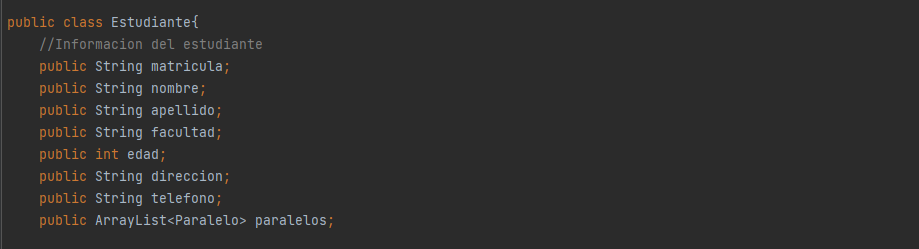 public class Estudiante{
//Informacion del estudiante
public String matricula;
public String nombre;
public String apellido;
public String facultad;
public int edad;
public String direccion;
public String telefono;
public ArrayList<Paralelo> paralelos;